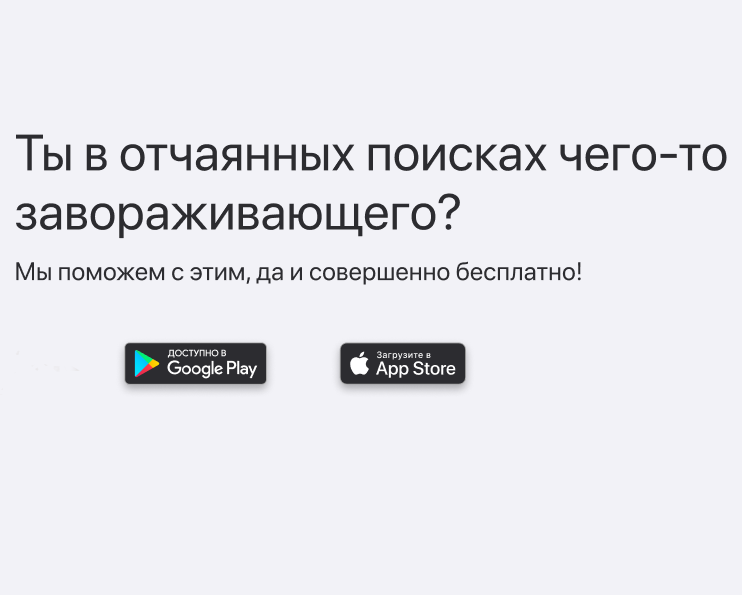 Ты в отчаянных поисках чего-то
завораживающего?
Мы поможем с этим, да и совершенно бесплатно!
ДОСТУПНО В
Google Play
Загрузите в
App Store